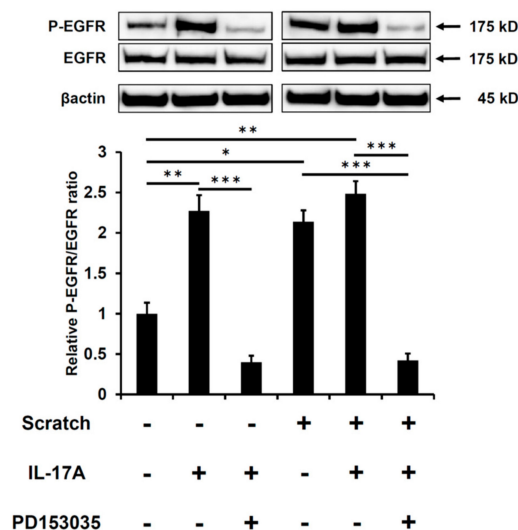 P-EGFR ← 175 kD
EGFR ← 175 kD
βactin ← 45 kD
**
* ***
***
** ***
3
2.5
2
1.5
1
0.5
0
Relative P-EGFR/EGFR ratio
Scratch - - - + + +
IL-17A - + + - + +
PD153035 - - + - - +